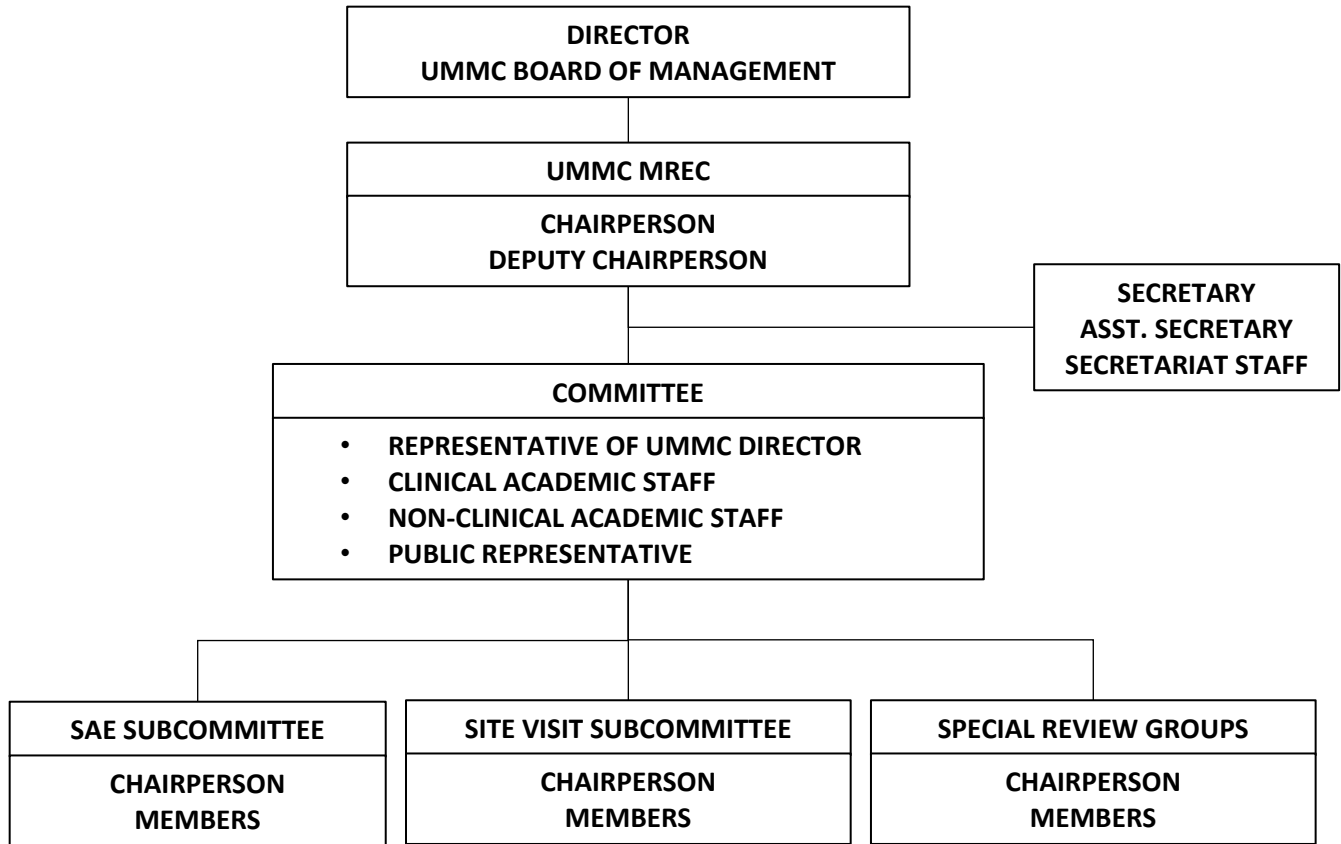 DIRECTOR
UMMC BOARD OF MANAGEMENT
UMMC MREC
CHAIRPERSON
DEPUTY CHAIRPERSON
SECRETARY
ASST. SECRETARY
SECRETARIAT STAFF
COMMITTEE
• REPRESENTATIVE OF UMMC DIRECTOR
• CLINICAL ACADEMIC STAFF
• NON-CLINICAL ACADEMIC STAFF
• PUBLIC REPRESENTATIVE
SAE SUBCOMMITTEE
CHAIRPERSON
MEMBERS
SITE VISIT SUBCOMMITTEE
CHAIRPERSON
MEMBERS
SPECIAL REVIEW GROUPS
CHAIRPERSON
MEMBERS